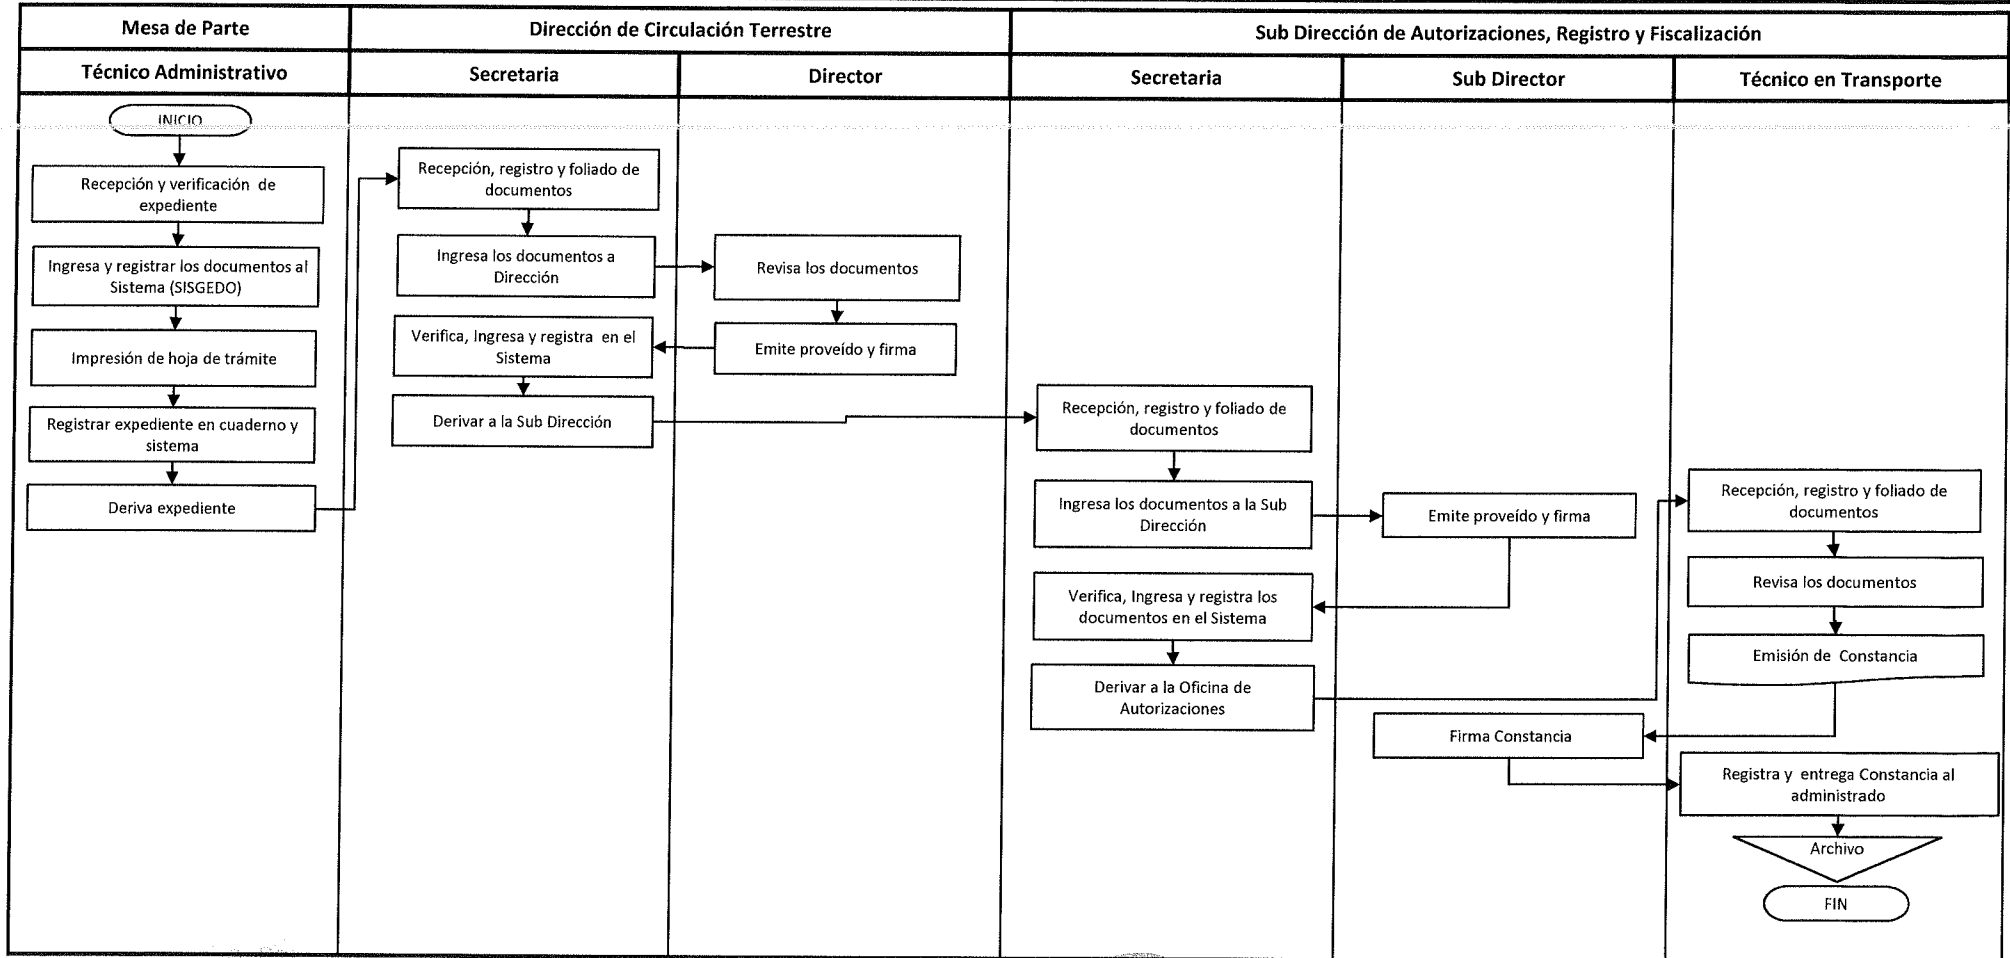 Mesa de Parte
Dirección de Circulación Terrestre
Sub Dirección de Autorizaciones, Registro y Fiscalización
Técnico Administrativo
Secretaria
Director
Secretaria
Sub Director
Técnico en Transporte
INICIO
Recepción y verificación de
expediente
Ingresa y registrar los documentos al
Sistema (SISGEDO)
Impresión de hoja de trámite
Registrar expediente en cuaderno y
sistema
Deriva expediente
Recepción, registro y foliado de
documentos
Ingresa los documentos a
Dirección
Revisa los documentos
Emite proveído y firma
Verifica, Ingresa y registra en el
Sistema
Derivar a la Sub Dirección
Recepción, registro y foliado de
documentos
Ingresa los documentos a la Sub
Dirección
Emite proveído y firma
Verifica, Ingresa y registra los
documentos en el Sistema
Derivar a la Oficina de
Autorizaciones
Recepción, registro y foliado de
documentos
Revisa los documentos
Emisión de Constancia
Firma Constancia
Registra y entrega Constancia al
administrado
Archivo
FIN